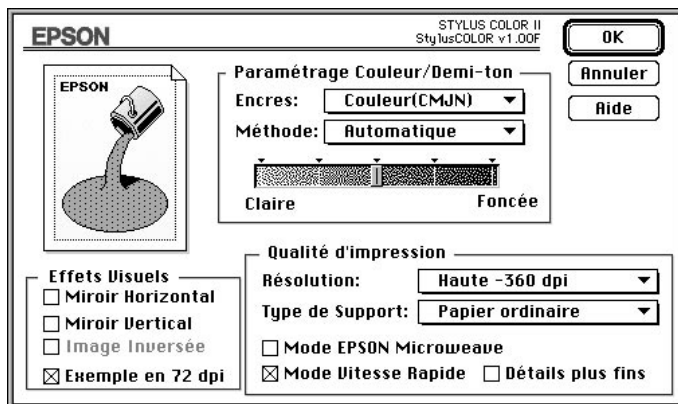 EPSON
STYLUS COLOR II
StylusCOLOR v1.00F
OK
Annuler
Aide
EPSON
Paramétrage Couleur/Demi-ton
Encres: Couleur(CMJN)
Méthode: Automatique
Claire Foncée
Effets Visuels
Miroir Horizontal
Miroir Vertical
Image Inversée
Exemple en 72 dpi
Qualité d'impression
Résolution: Haute -360 dpi
Type de Support: Papier ordinaire
Mode EPSON Microweave
Mode Vitesse Rapide Détails plus fins